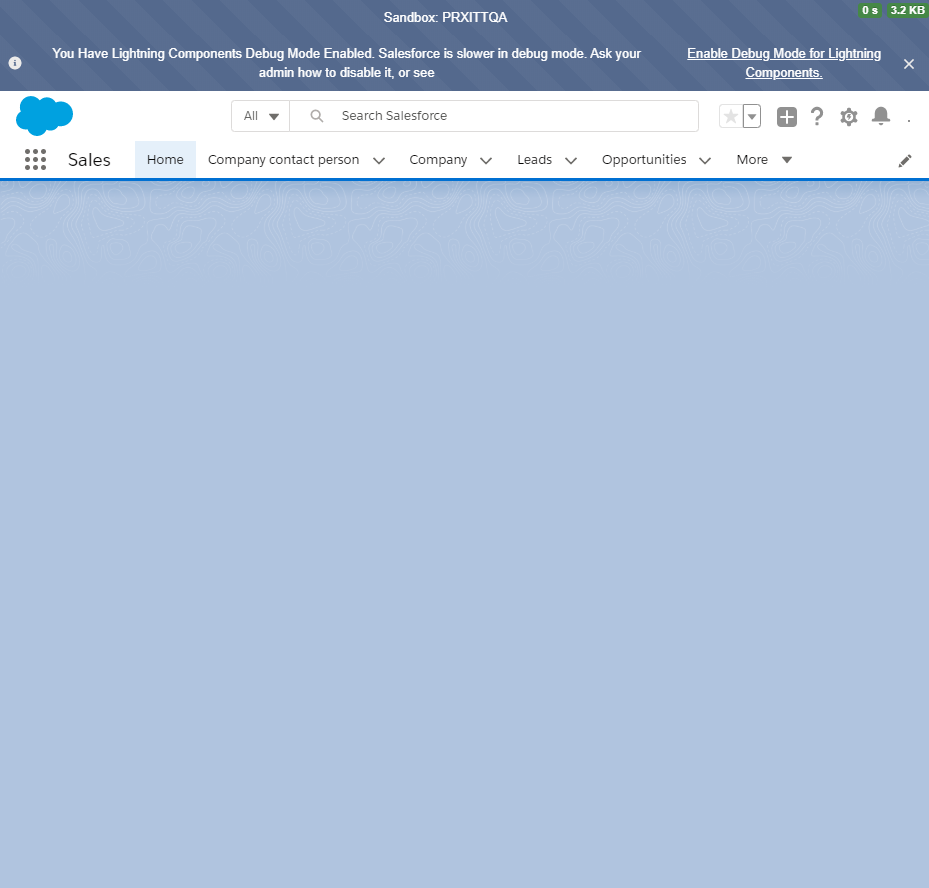 Sandbox: PRXITTQA
0 s 3.2 KB
You Have Lightning Components Debug Mode Enabled. Salesforce is slower in debug mode. Ask your
admin how to disable it, or see
Enable Debug Mode for Lightning
Components.
All Search Salesforce
Sales Home Company contact person Company Leads Opportunities More